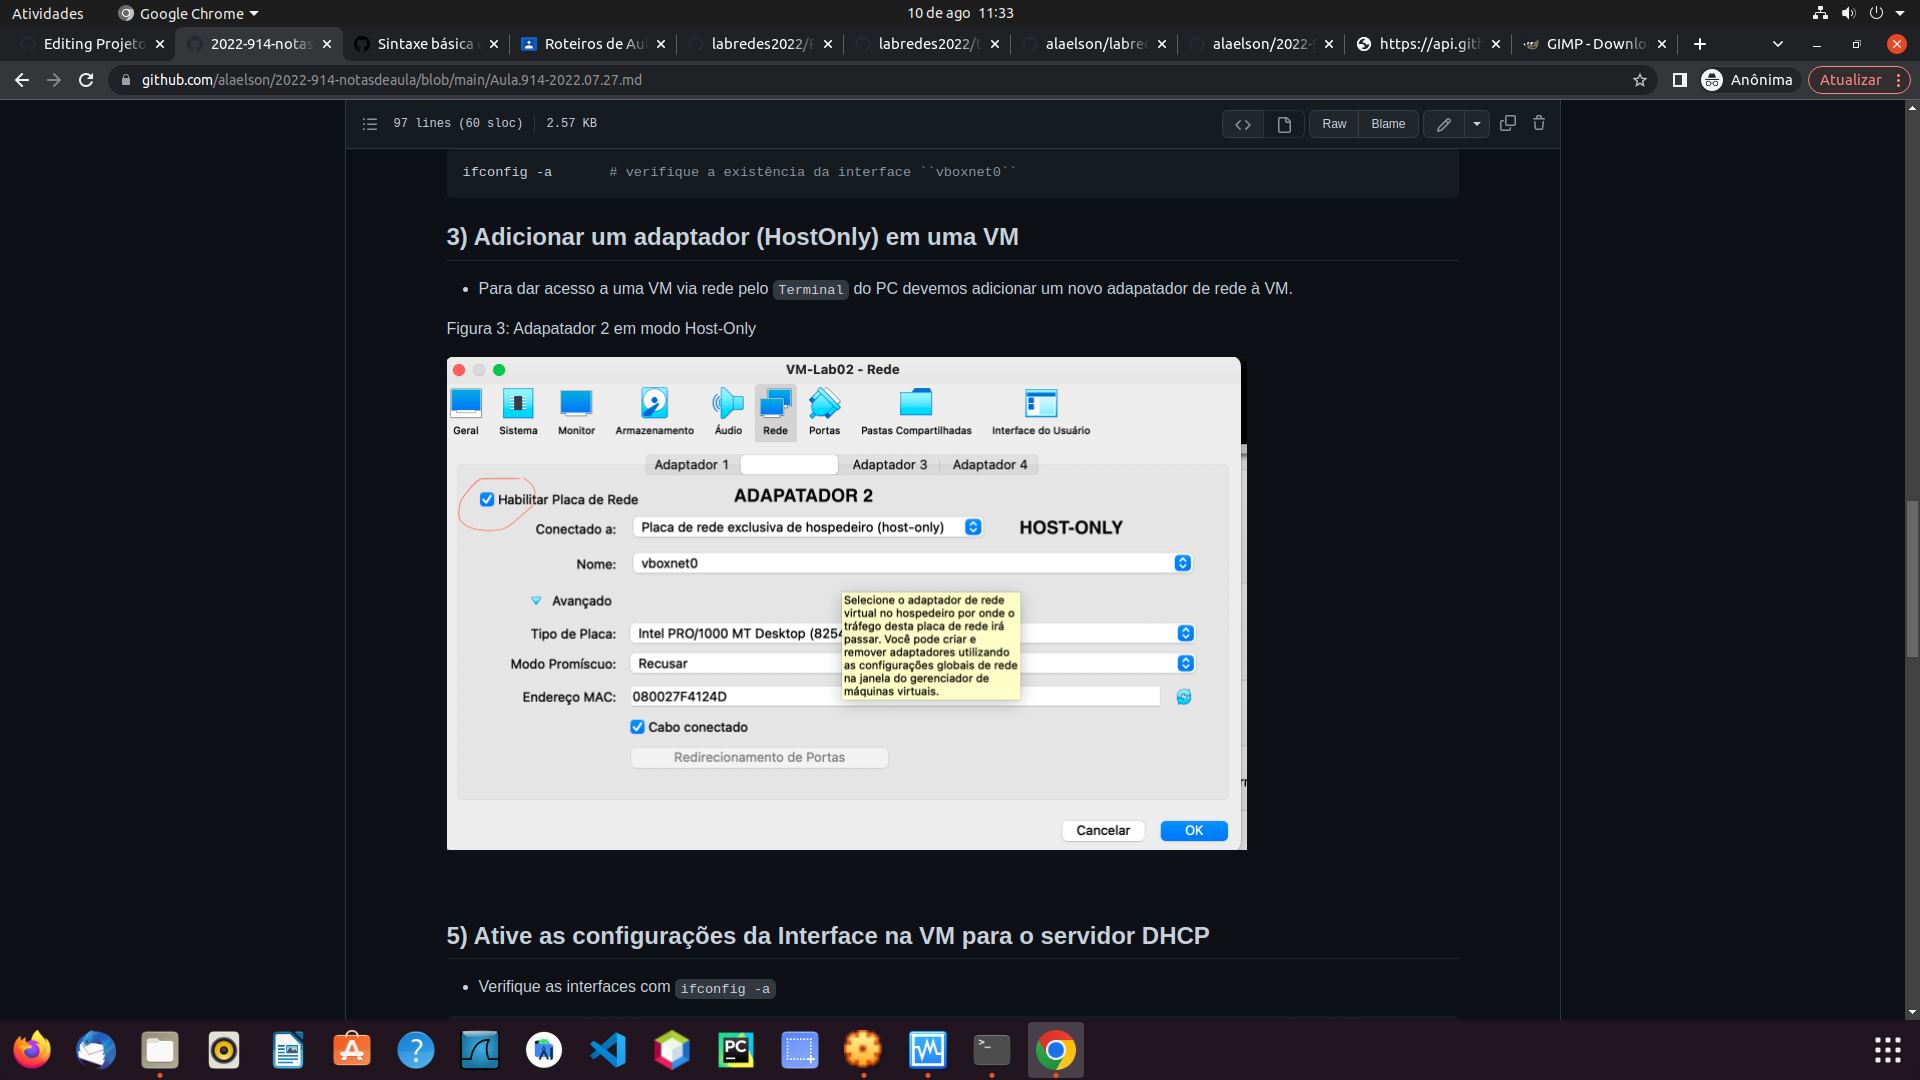 Atividades
Google Chrome
10 de ago 11:33
Editing Projeto
2022-914-notas
Sintaxe básica
Roteiros de Au
labredes2022/
labredes2022/
alaelson/labre
alaelson/2022-
https://api.git
GIMP - Downlo
github.com/alaelson/2022-914-notasdeaula/blob/main/Aula.914-2022.07.27.md
Anônima
Atualizar
97 lines (60 sloc)
2.57 KB
Raw
Blame
ifconfig -a # verifique a existência da interface ``vboxnet0``
3) Adicionar um adaptador (HostOnly) em uma VM
• Para dar acesso a uma VM via rede pelo Terminal do PC devemos adicionar um novo adapatador de rede à VM.
Figura 3: Adapatador 2 em modo Host-Only
VM-Lab02 - Rede
Geral
Sistema
Monitor
Armazenamento
Áudio
Rede
Portas
Pastas Compartilhadas
Interface do Usuário
Adaptador 1
Adaptador 3
Adaptador 4
Habilitar Placa de Rede
ADAPATADOR 2
Conectado a:
Placa de rede exclusiva de hospedeiro (host-only)
HOST-ONLY
Nome:
vboxnet0
Avançado
Selecione o adaptador de rede
virtual no hospedeiro por onde o
tráfego desta placa de rede irá
passar. Você pode criar e
remover adaptadores utilizando
as configurações globais de rede
na janela do gerenciador de
máquinas virtuais.
Tipo de Placa:
Intel PRO/1000 MT Desktop (8254
Modo Promíscuo:
Recusar
Endereço MAC:
080027F4124D
Cabo conectado
Redirecionamento de Portas
Cancelar
OK
5) Ative as configurações da Interface na VM para o servidor DHCP
• Verifique as interfaces com ifconfig -a